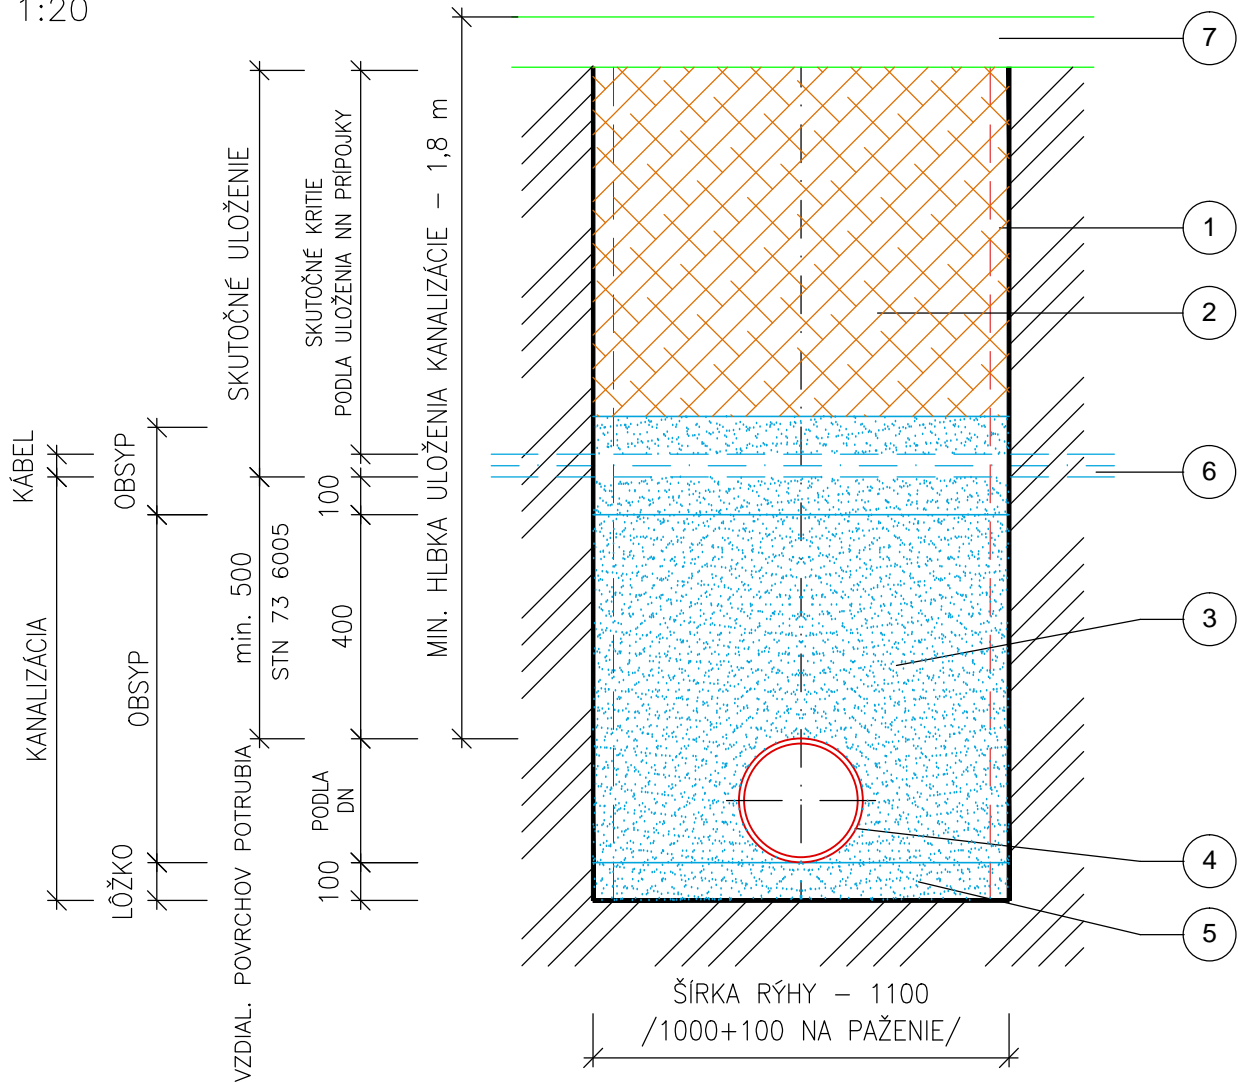 1:20
7
1
2
6
3
4
5
KÁBEL
KANALIZÁCIA
OBSYP
OBSYP
LÔŽKO
SKUTOČNÉ ULOŽENIE
min. 500
STN 73 6005
VZDIAL. POVRCHOV POTRUBIA
SKUTOČNÉ KRITIE
PODLA ULOŽENIA NN PRÍPOJKY
100
400
PODLA
DN
100
MIN. HLBKA ULOŽENIA KANALIZÁCIE – 1,8 m
ŠÍRKA RÝHY – 1100
/1000+100 NA PAŽENIE/